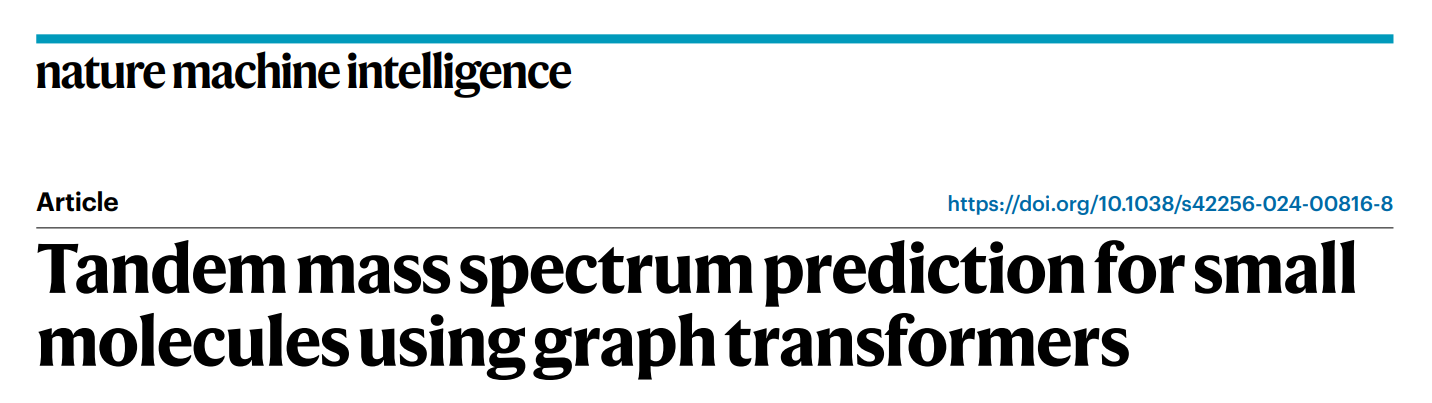 nature machine intelligence
Article
https://doi.org/10.1038/s42256-024-00816-8
Tandem mass spectrum prediction for small
molecules using graph transformers